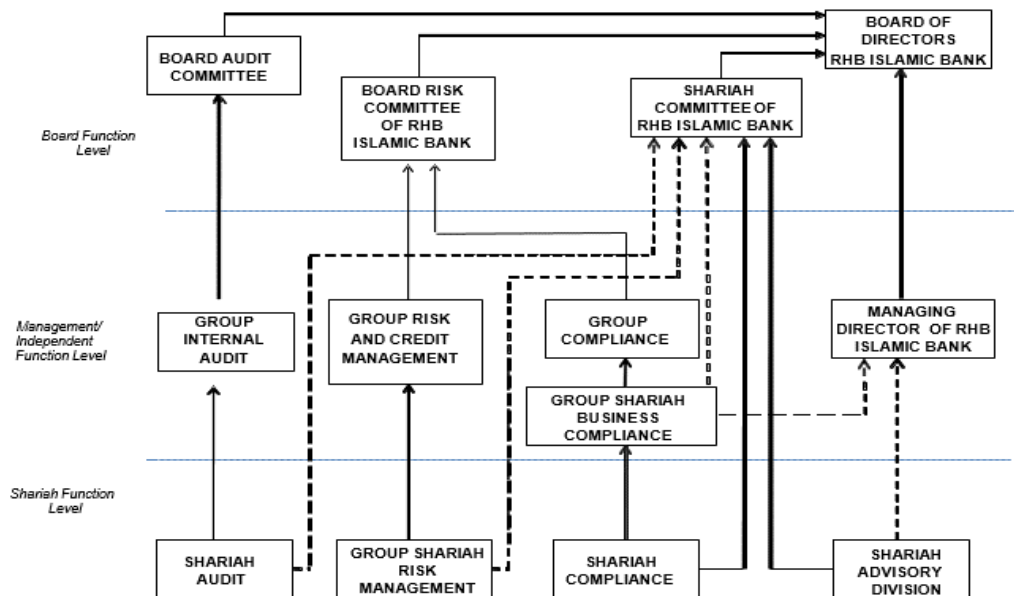 BOARD OF
DIRECTORS
RHB ISLAMIC BANK
BOARD AUDIT
COMMITTEE
BOARD RISK
COMMITTEE
OF RHB
ISLAMIC BANK
SHARIAH
COMMITTEE OF
RHB ISLAMIC BANK
Board Function
Level
Management/
Independent
Function Level
GROUP
INTERNAL
AUDIT
GROUP RISK
AND CREDIT
MANAGEMENT
GROUP
COMPLIANCE
MANAGING
DIRECTOR OF RHB
ISLAMIC BANK
GROUP SHARIAH
BUSINESS
COMPLIANCE
Shariah Function
Level
SHARIAH
AUDIT
GROUP SHARIAH
RISK
MANAGEMENT
SHARIAH
COMPLIANCE
SHARIAH
ADVISORY
DIVISION